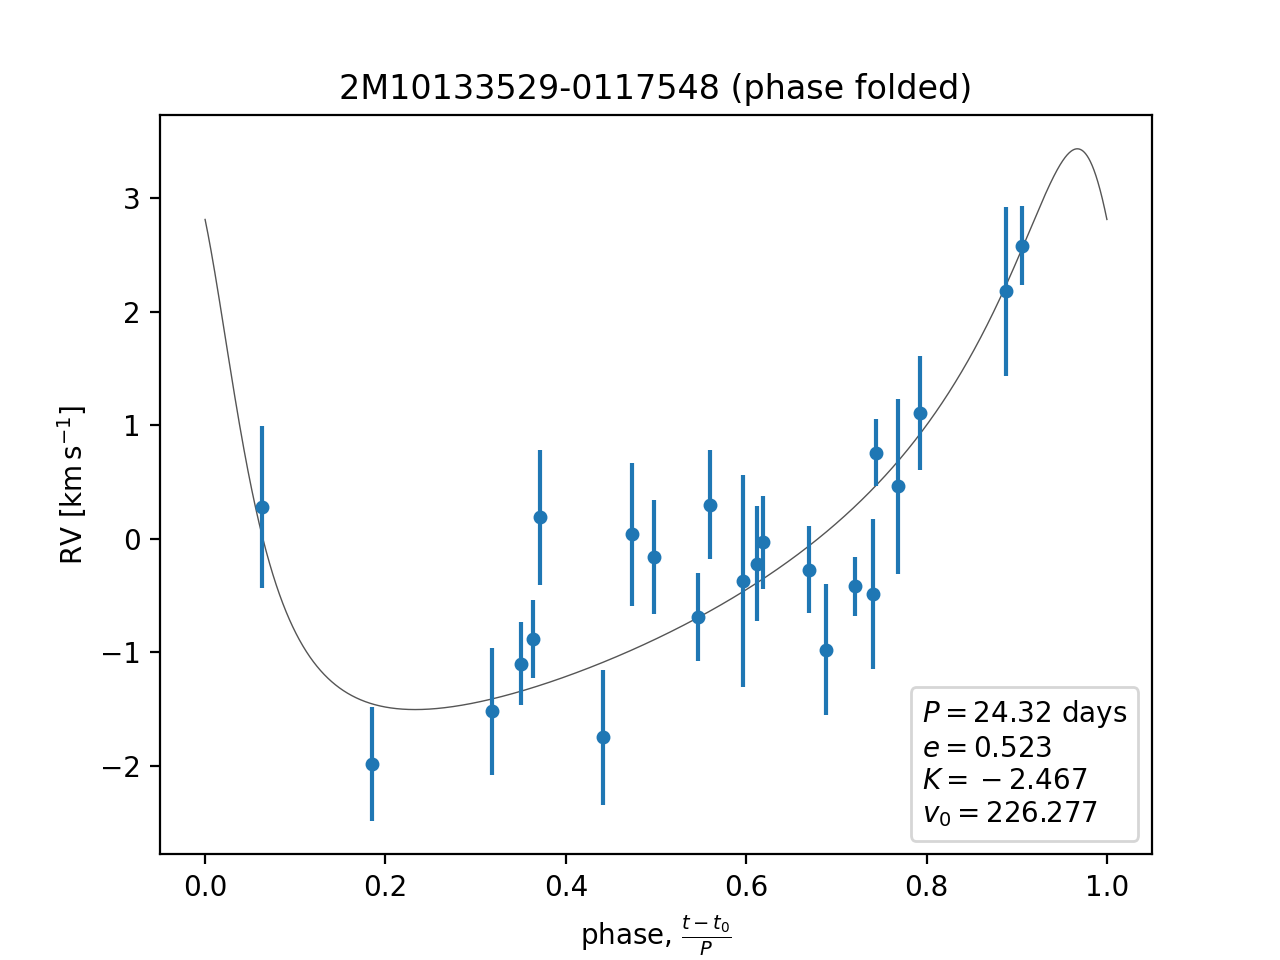 2M10133529-0117548 (phase folded)
RV [km s⁻¹]
3
2
1
0
−1
−2
P = 24.32 days
e = 0.523
K = − 2.467
v₀ = 226.277
0.0 0.2 0.4 0.6 0.8 1.0
phase, (t − t₀)/P